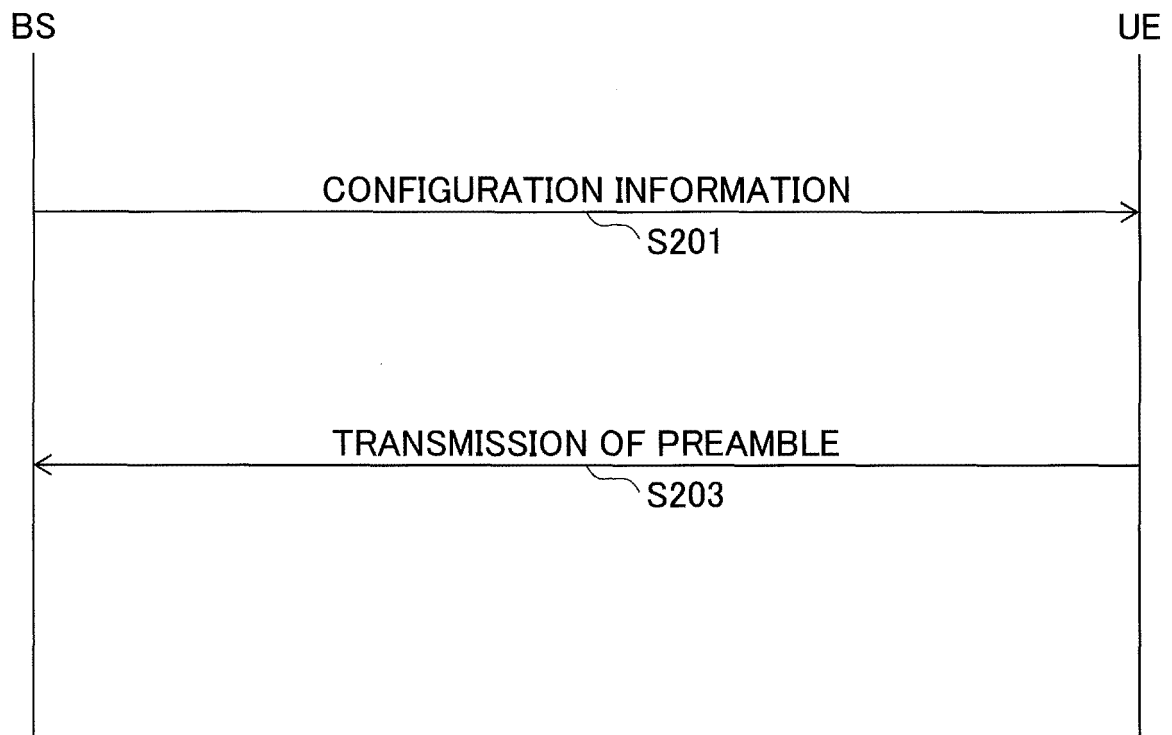 BS
UE
CONFIGURATION INFORMATION
S201
TRANSMISSION OF PREAMBLE
S203